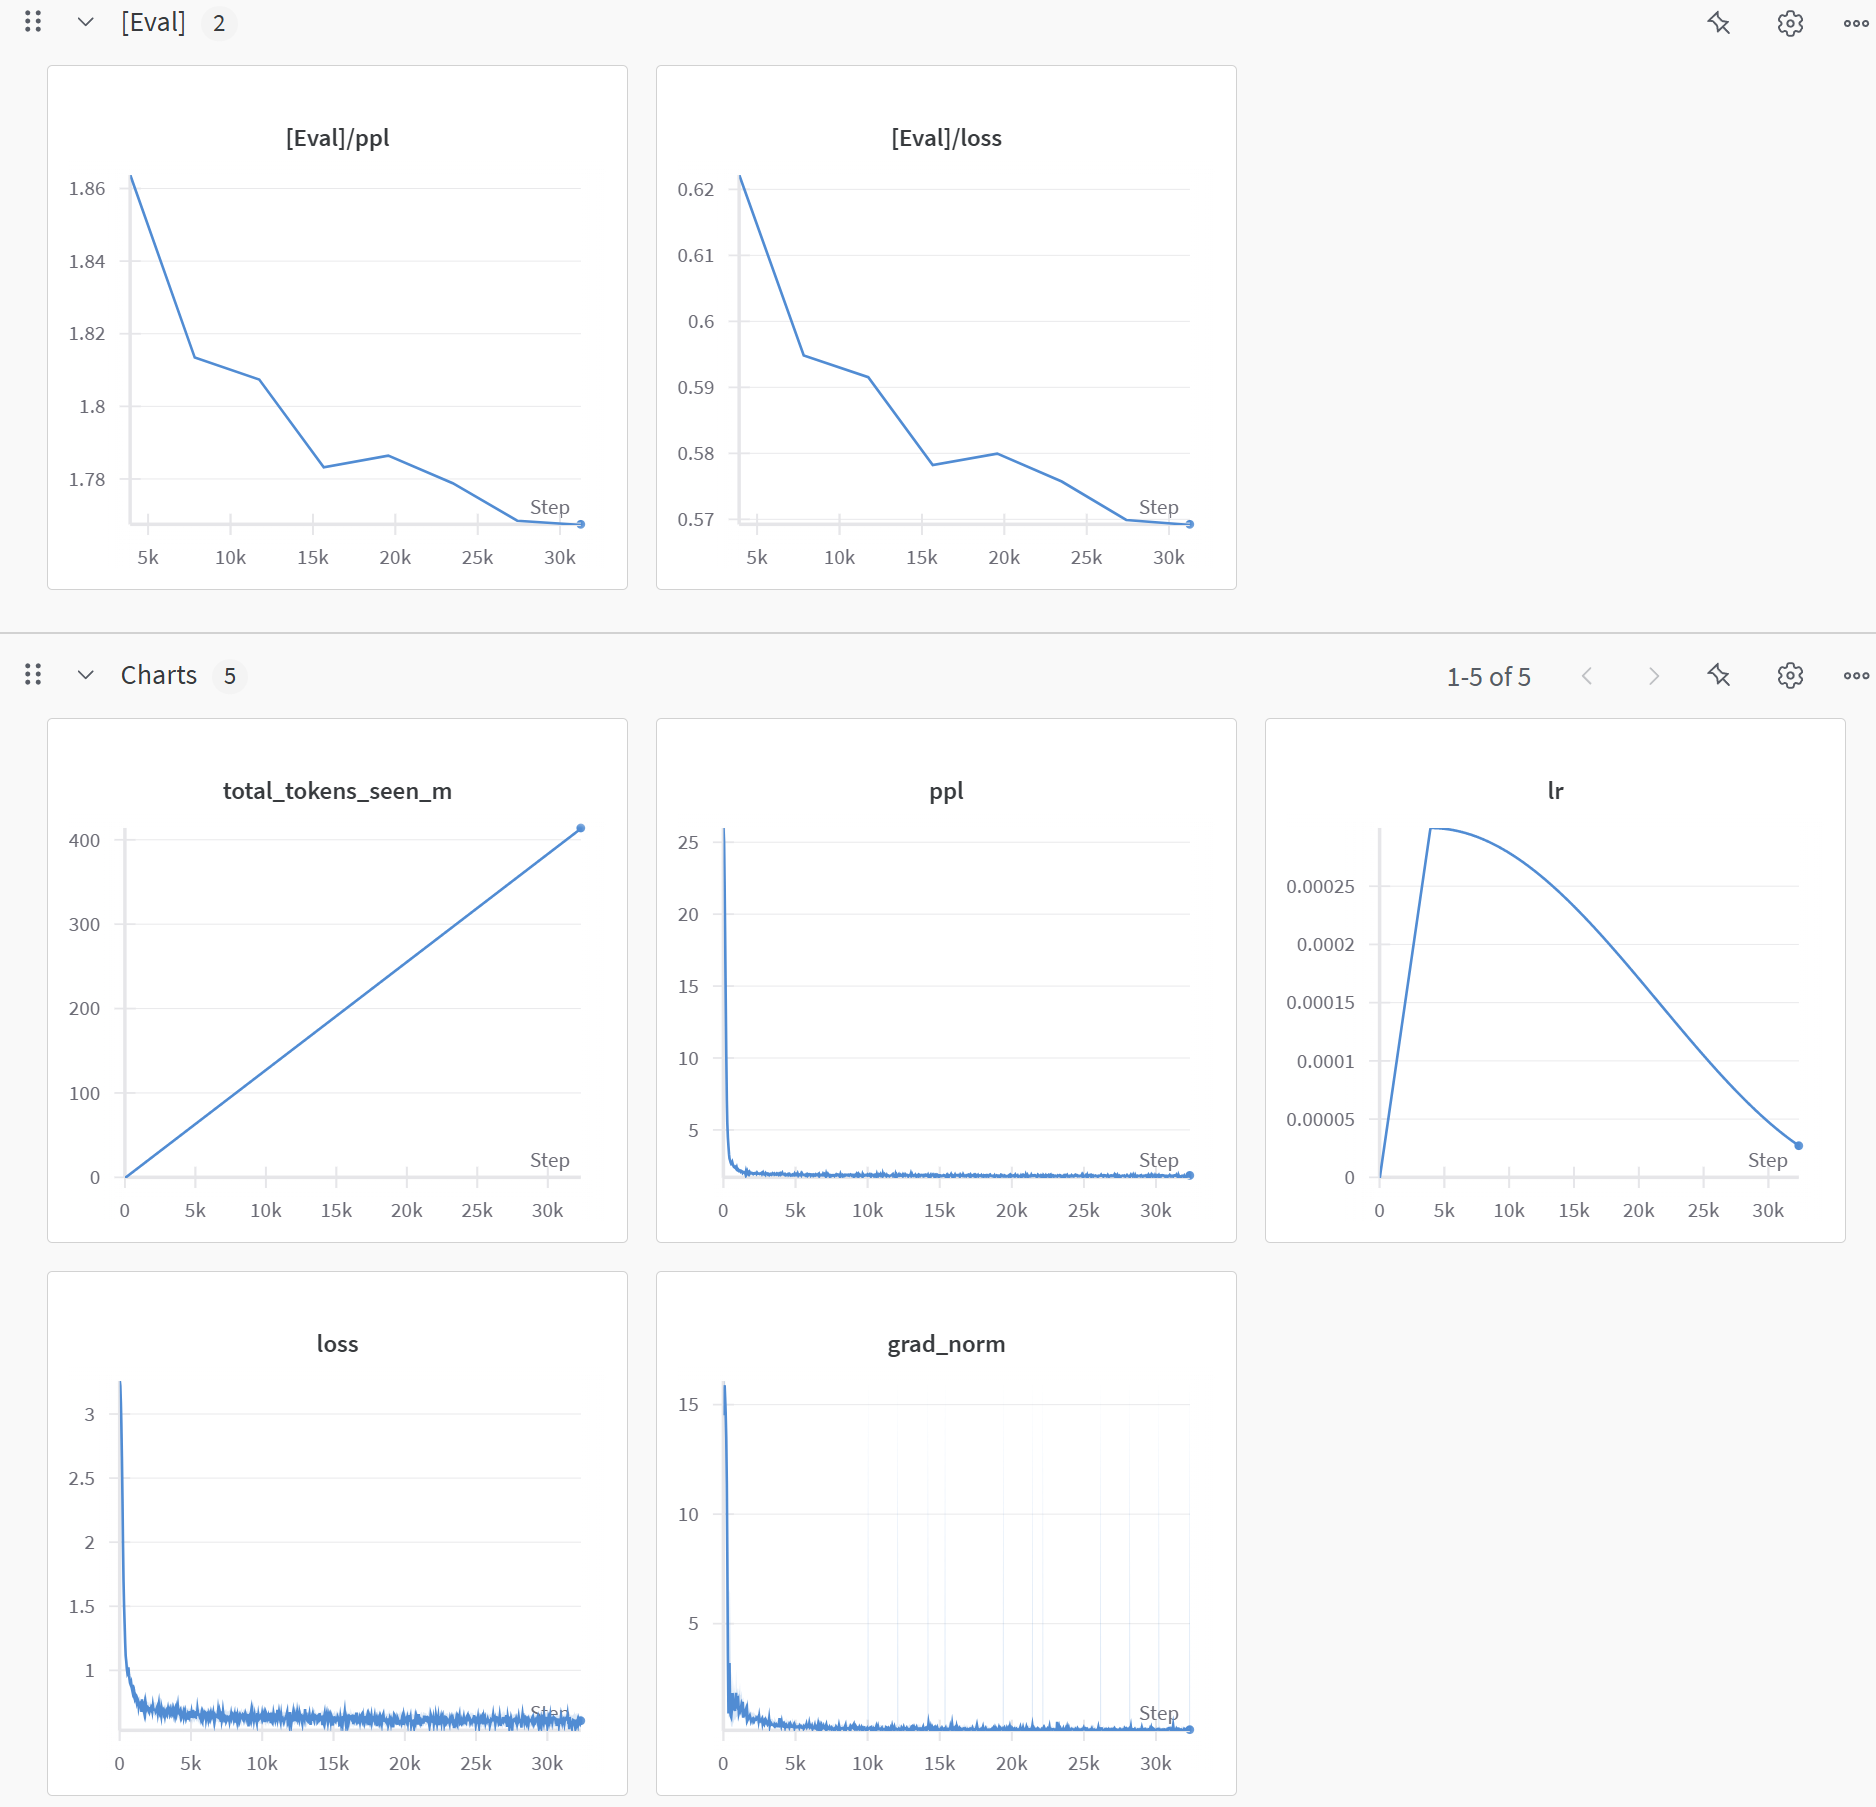 [Eval] 2
[Eval]/ppl
1.86
1.84
1.82
1.8
1.78
Step
5k 10k 15k 20k 25k 30k
[Eval]/loss
0.62
0.61
0.6
0.59
0.58
0.57
Step
5k 10k 15k 20k 25k 30k
Charts 5
1-5 of 5
total_tokens_seen_m
400
300
200
100
0
Step
0 5k 10k 15k 20k 25k 30k
ppl
25
20
15
10
5
Step
0 5k 10k 15k 20k 25k 30k
lr
0.00025
0.0002
0.00015
0.0001
0.00005
0
Step
0 5k 10k 15k 20k 25k 30k
loss
3
2.5
2
1.5
1
Step
0 5k 10k 15k 20k 25k 30k
grad_norm
15
10
5
Step
0 5k 10k 15k 20k 25k 30k